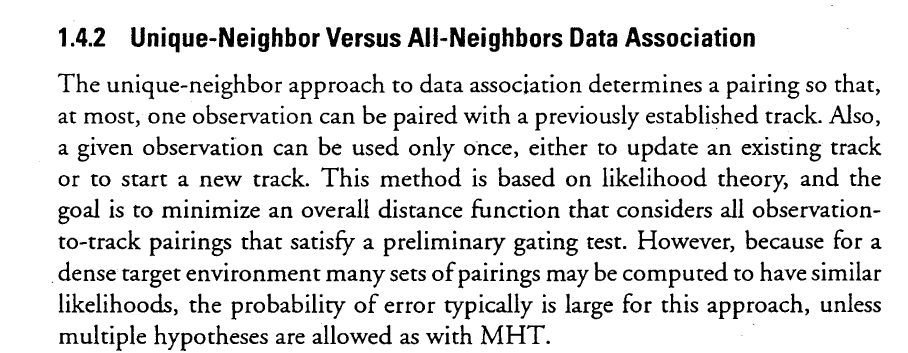 1.4.2 Unique-Neighbor Versus All-Neighbors Data Association
The unique-neighbor approach to data association determines a pairing so that,
at most, one observation can be paired with a previously established track. Also,
a given observation can be used only once, either to update an existing track
or to start a new track. This method is based on likelihood theory, and the
goal is to minimize an overall distance function that considers all observation-
to-track pairings that satisfy a preliminary gating test. However, because for a
dense target environment many sets of pairings may be computed to have similar
likelihoods, the probability of error typically is large for this approach, unless
multiple hypotheses are allowed as with MHT.